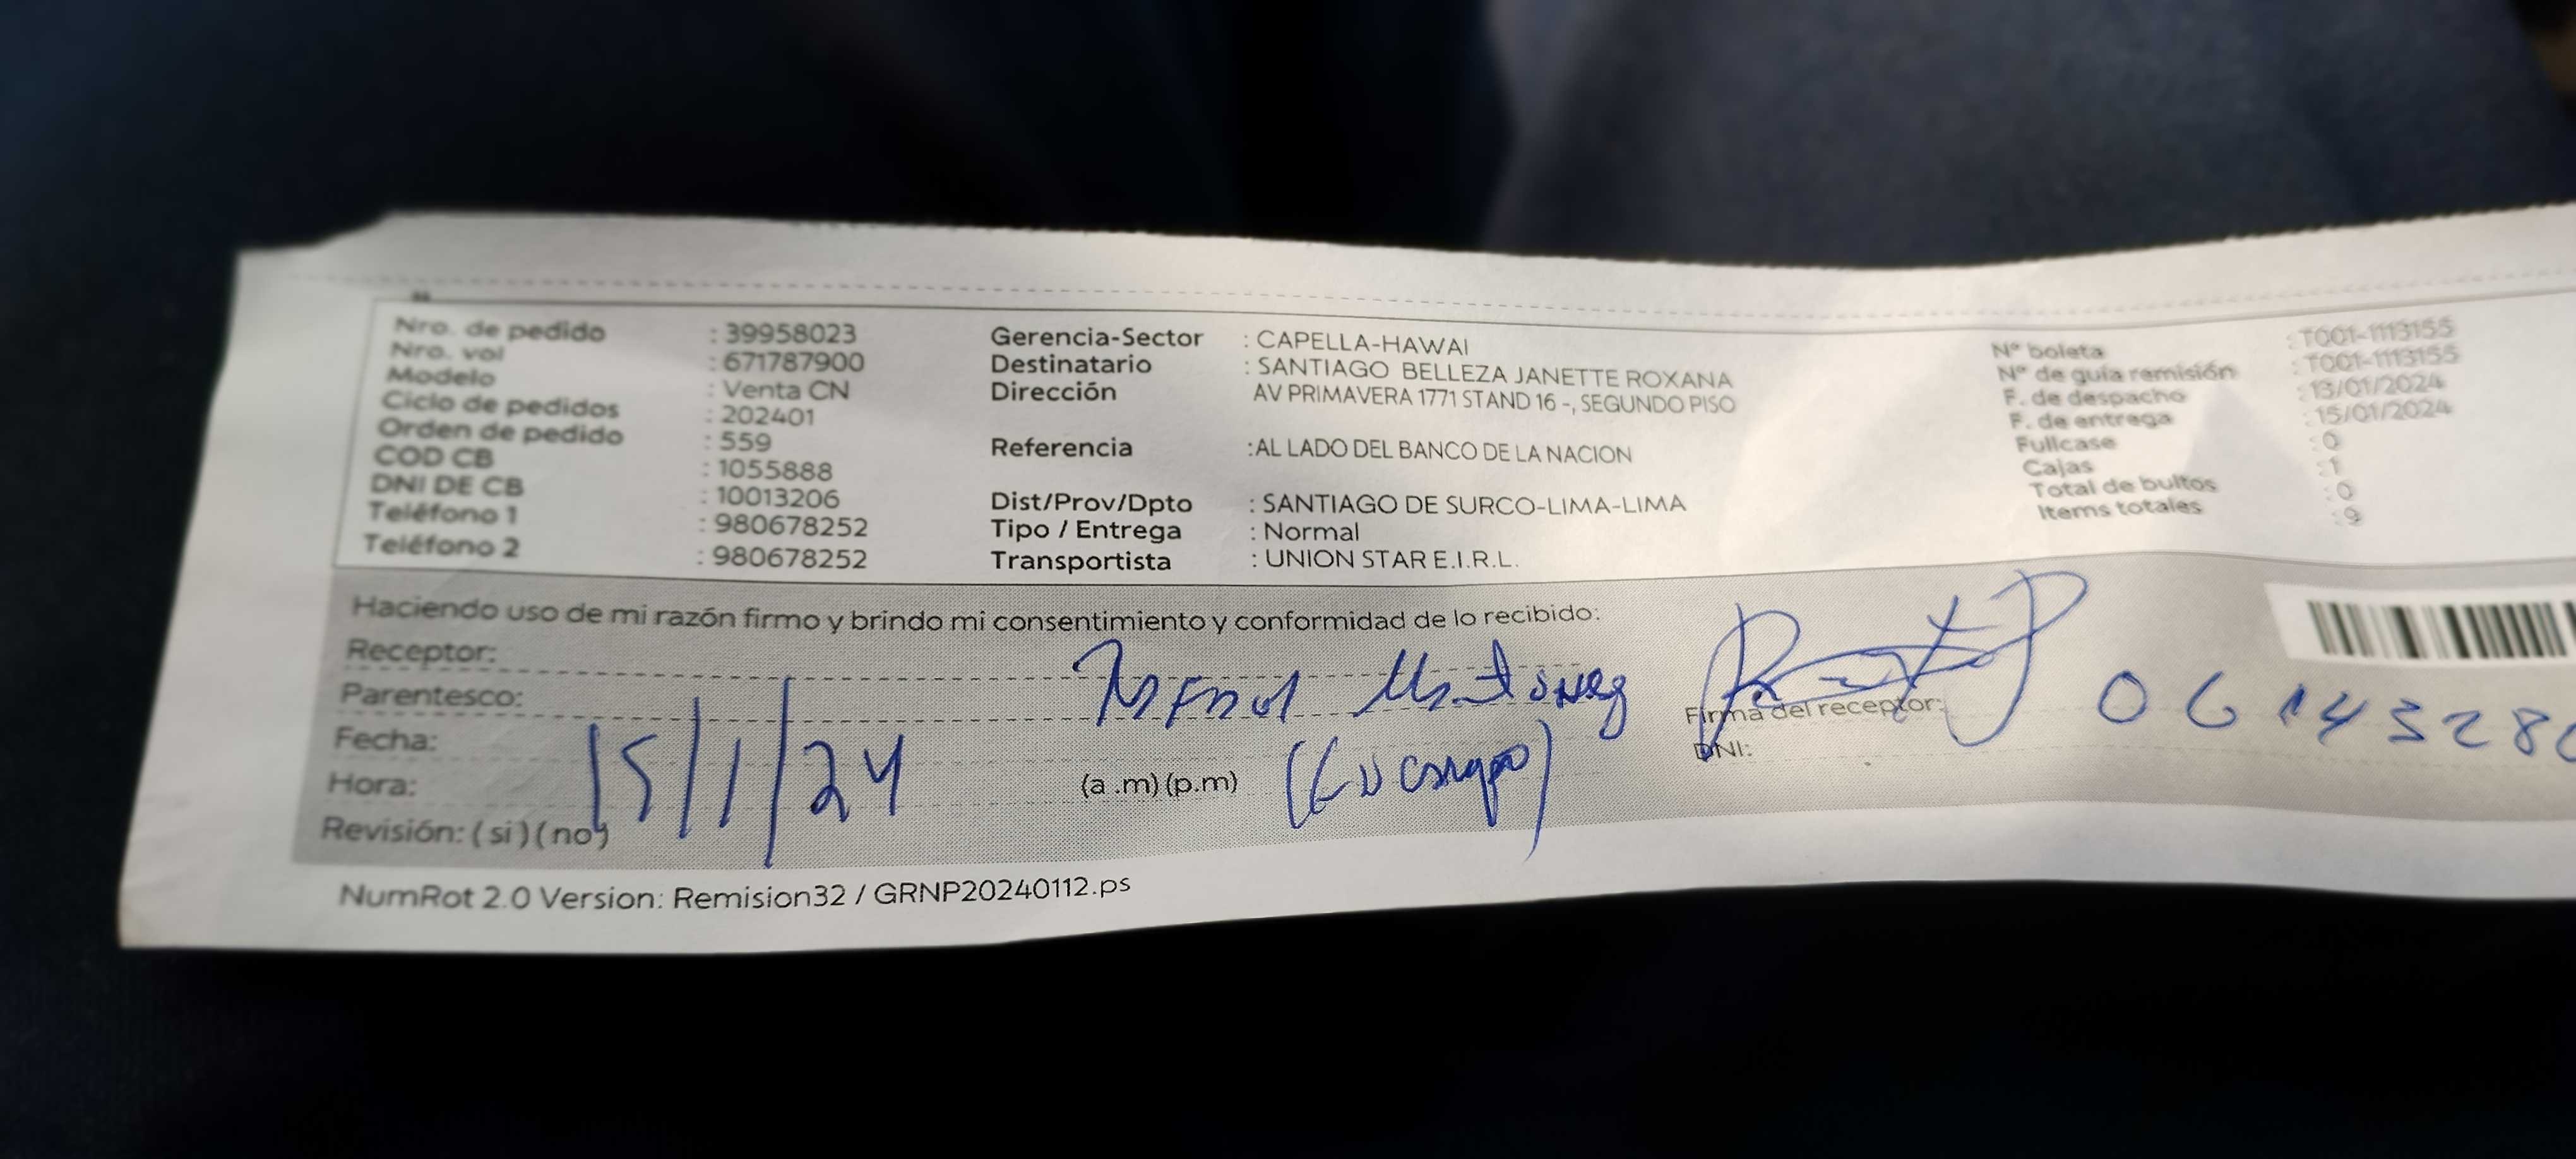 Nro. de pedido : 39958023
Nro. vol : 671787900
Modelo : Venta CN
Ciclo de pedidos : 202401
Orden de pedido : 559
COD CB : 1055888
DNI DE CB : 10013206
Teléfono 1 : 980678252
Teléfono 2 : 980678252
Gerencia-Sector : CAPELLA-HAWAI
Destinatario : SANTIAGO BELLEZA JANETTE ROXANA
Dirección AV PRIMAVERA 1771 STAND 16 -, SEGUNDO PISO
Referencia :AL LADO DEL BANCO DE LA NACION
Dist/Prov/Dpto : SANTIAGO DE SURCO-LIMA-LIMA
Tipo / Entrega : Normal
Transportista : UNION STAR E.I.R.L.
N° boleta : T001-1113155
N° de guía remisión : T001-1113155
F. de despacho : 13/01/2024
F. de entrega : 15/01/2024
Fullcase : 0
Cajas : 1
Total de bultos : 0
Items totales : 9
Haciendo uso de mi razón firmo y brindo mi consentimiento y conformidad de lo recibido:
Receptor:
Parentesco:
Fecha: 15/1/24
Hora: (a .m) (p.m)
Revisión: ( si ) ( no )
Firma del receptor:
DNI: 0614328
NumRot 2.0 Version: Remision32 / GRNP20240112.ps